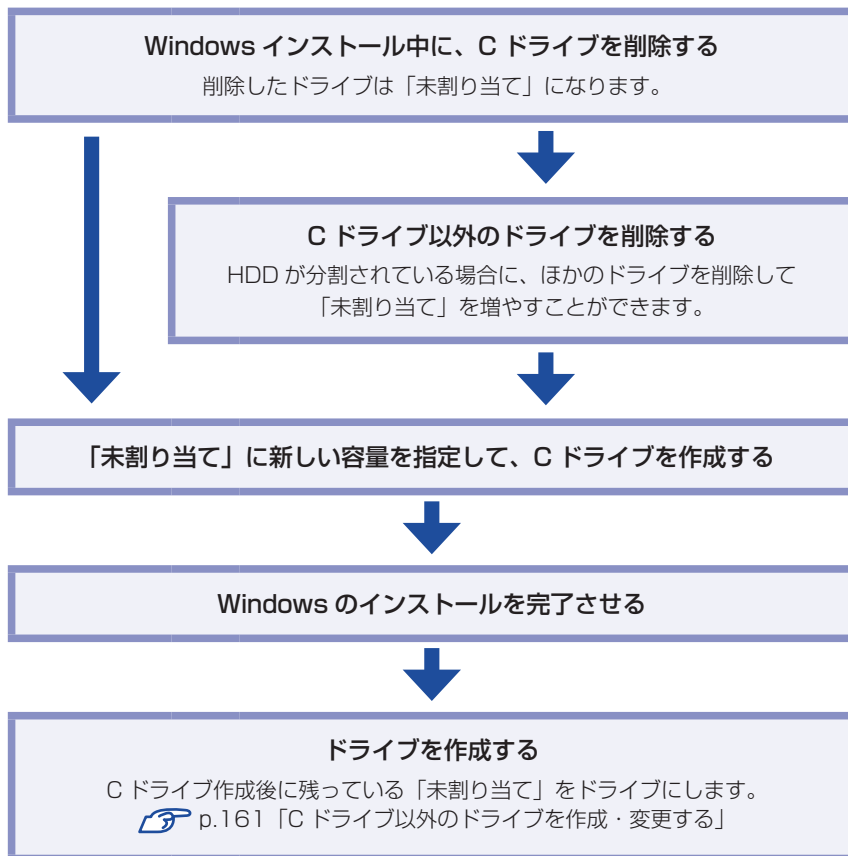 Windows インストール中に、C ドライブを削除する
削除したドライブは「未割り当て」になります。
C ドライブ以外のドライブを削除する
HDD が分割されている場合に、ほかのドライブを削除して
「未割り当て」を増やすことができます。
「未割り当て」に新しい容量を指定して、C ドライブを作成する
Windows のインストールを完了させる
ドライブを作成する
C ドライブ作成後に残っている「未割り当て」をドライブにします。
p.161「C ドライブ以外のドライブを作成・変更する」